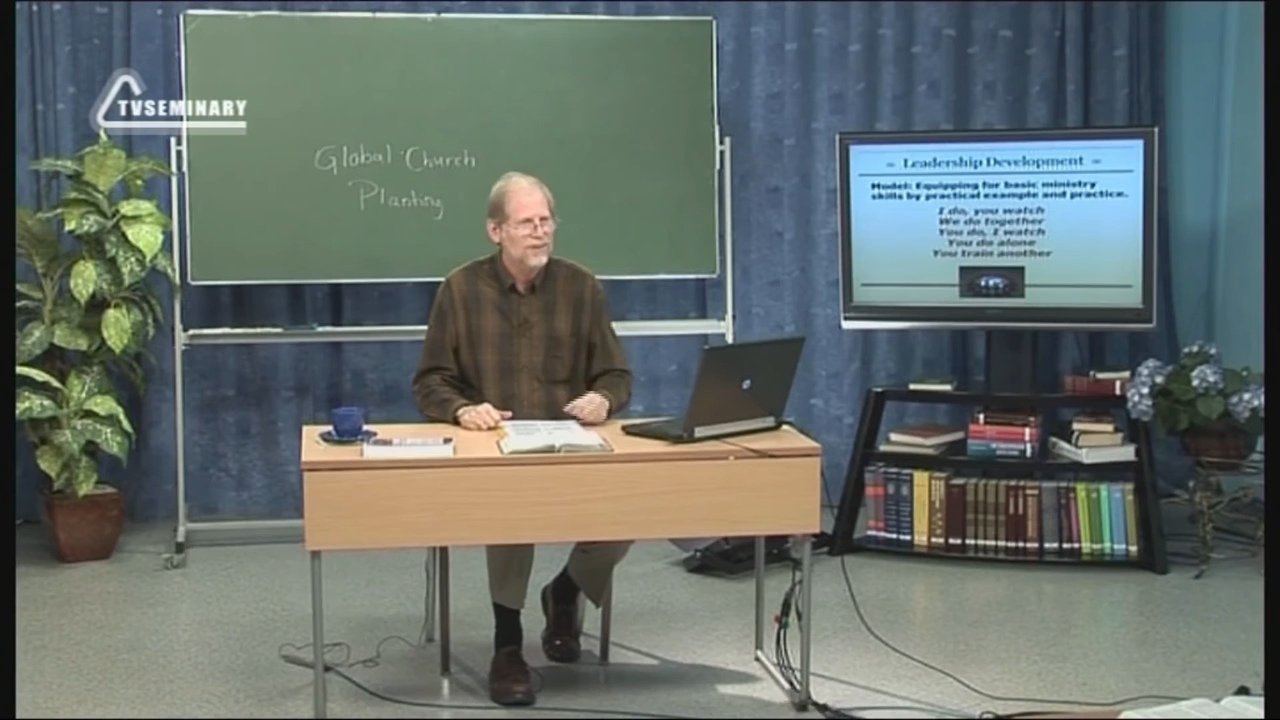 TVSEMINARY
Global Church
Planting
Leadership Development
Model: Equipping for basic ministry
skills by practical example and practice.
I do, you watch
We do together
You do, I watch
You do alone
You train another